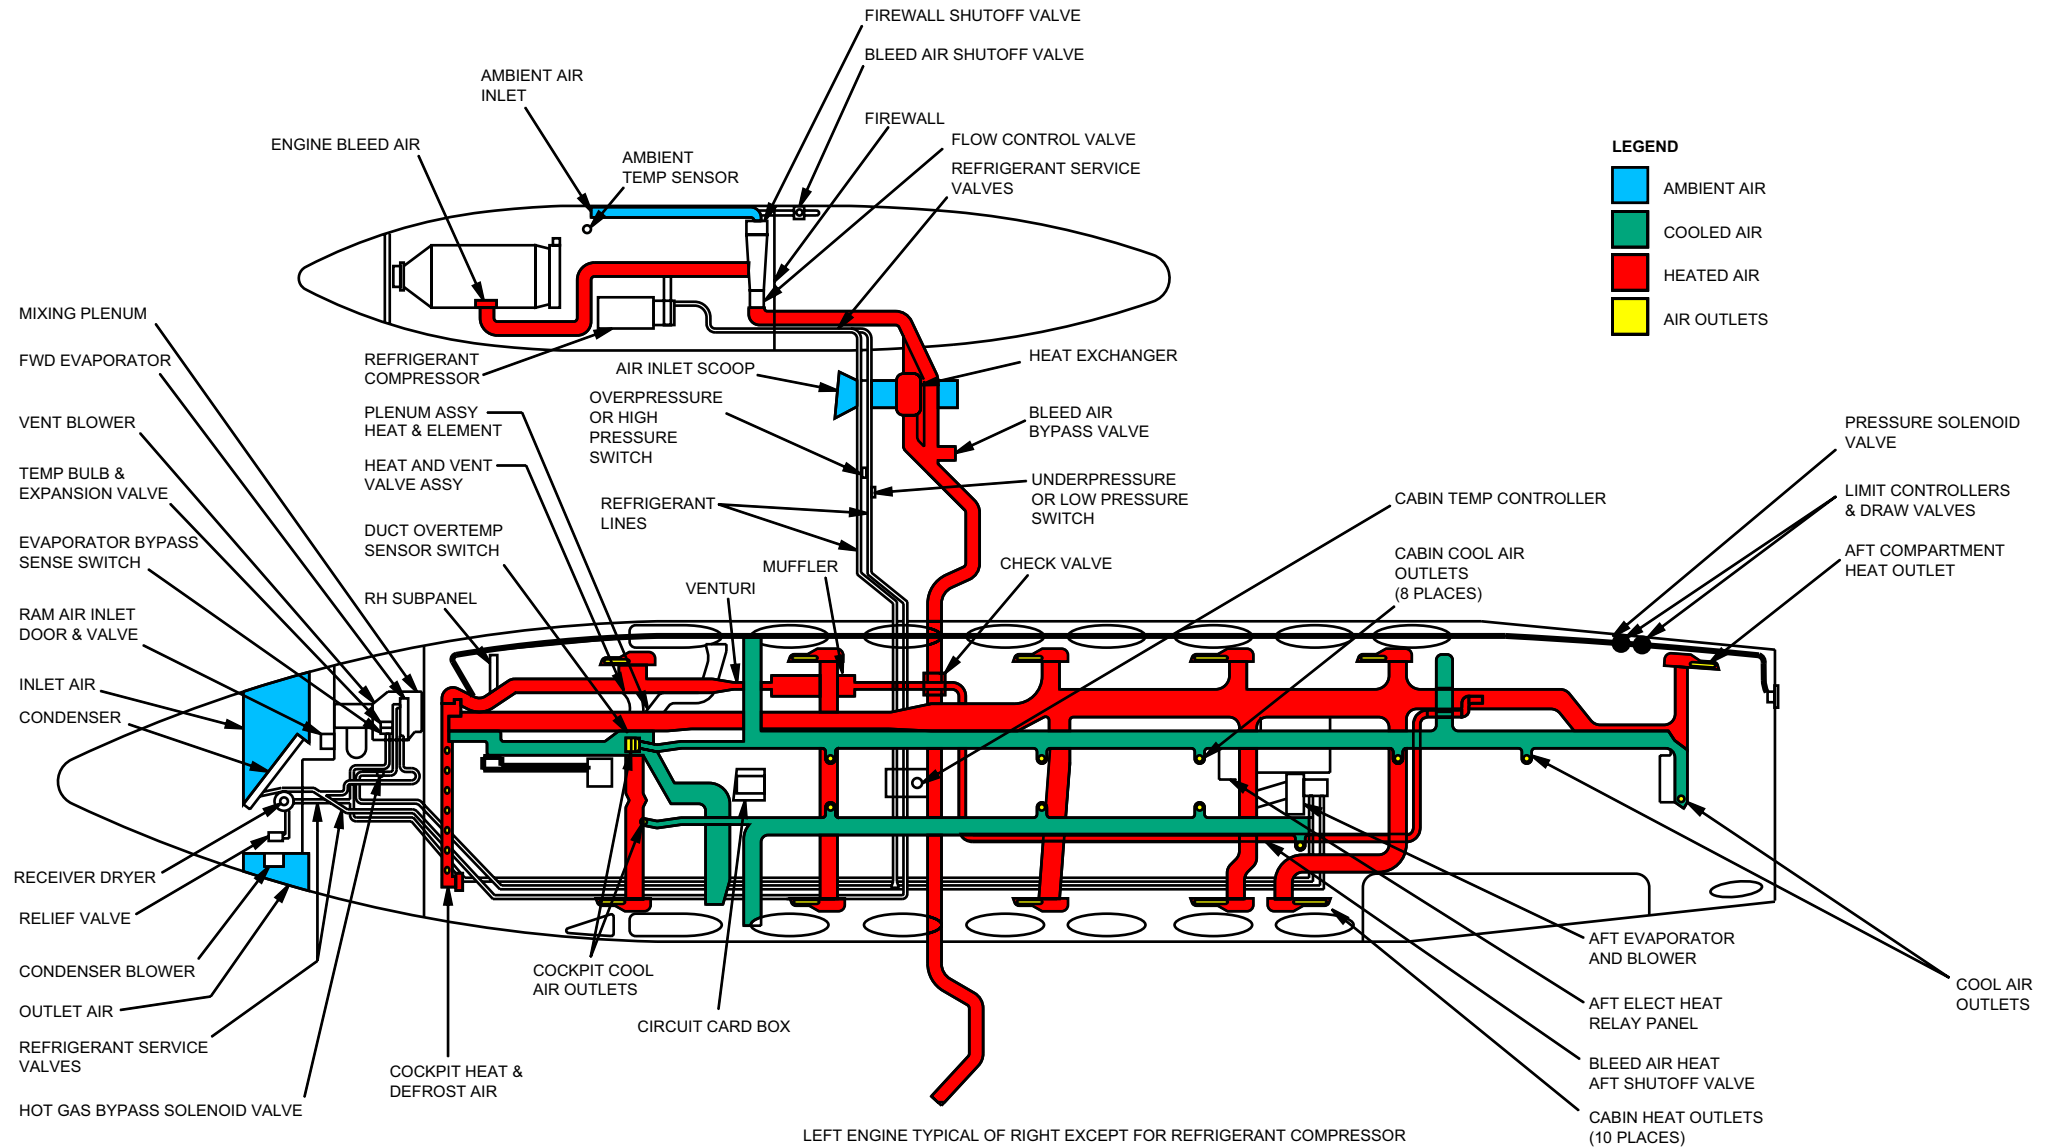 FIREWALL SHUTOFF VALVE
BLEED AIR SHUTOFF VALVE
AMBIENT AIR
INLET
FIREWALL
ENGINE BLEED AIR
FLOW CONTROL VALVE
AMBIENT
TEMP SENSOR
REFRIGERANT SERVICE
VALVES
LEGEND
AMBIENT AIR
COOLED AIR
HEATED AIR
AIR OUTLETS
MIXING PLENUM
FWD EVAPORATOR
VENT BLOWER
TEMP BULB &
EXPANSION VALVE
EVAPORATOR BYPASS
SENSE SWITCH
RAM AIR INLET
DOOR & VALVE
INLET AIR
CONDENSER
REFRIGERANT
COMPRESSOR
PLENUM ASSY
HEAT & ELEMENT
HEAT AND VENT
VALVE ASSY
DUCT OVERTEMP
SENSOR SWITCH
RH SUBPANEL
AIR INLET SCOOP
OVERPRESSURE
OR HIGH
PRESSURE
SWITCH
REFRIGERANT
LINES
VENTURI
MUFFLER
HEAT EXCHANGER
BLEED AIR
BYPASS VALVE
UNDERPRESSURE
OR LOW PRESSURE
SWITCH
CHECK VALVE
CABIN TEMP CONTROLLER
CABIN COOL AIR
OUTLETS
(8 PLACES)
PRESSURE SOLENOID
VALVE
LIMIT CONTROLLERS
& DRAW VALVES
AFT COMPARTMENT
HEAT OUTLET
RECEIVER DRYER
RELIEF VALVE
CONDENSER BLOWER
OUTLET AIR
REFRIGERANT SERVICE
VALVES
HOT GAS BYPASS SOLENOID VALVE
COCKPIT HEAT &
DEFROST AIR
COCKPIT COOL
AIR OUTLETS
CIRCUIT CARD BOX
AFT EVAPORATOR
AND BLOWER
AFT ELECT HEAT
RELAY PANEL
BLEED AIR HEAT
AFT SHUTOFF VALVE
CABIN HEAT OUTLETS
(10 PLACES)
COOL AIR
OUTLETS
LEFT ENGINE TYPICAL OF RIGHT EXCEPT FOR REFRIGERANT COMPRESSOR